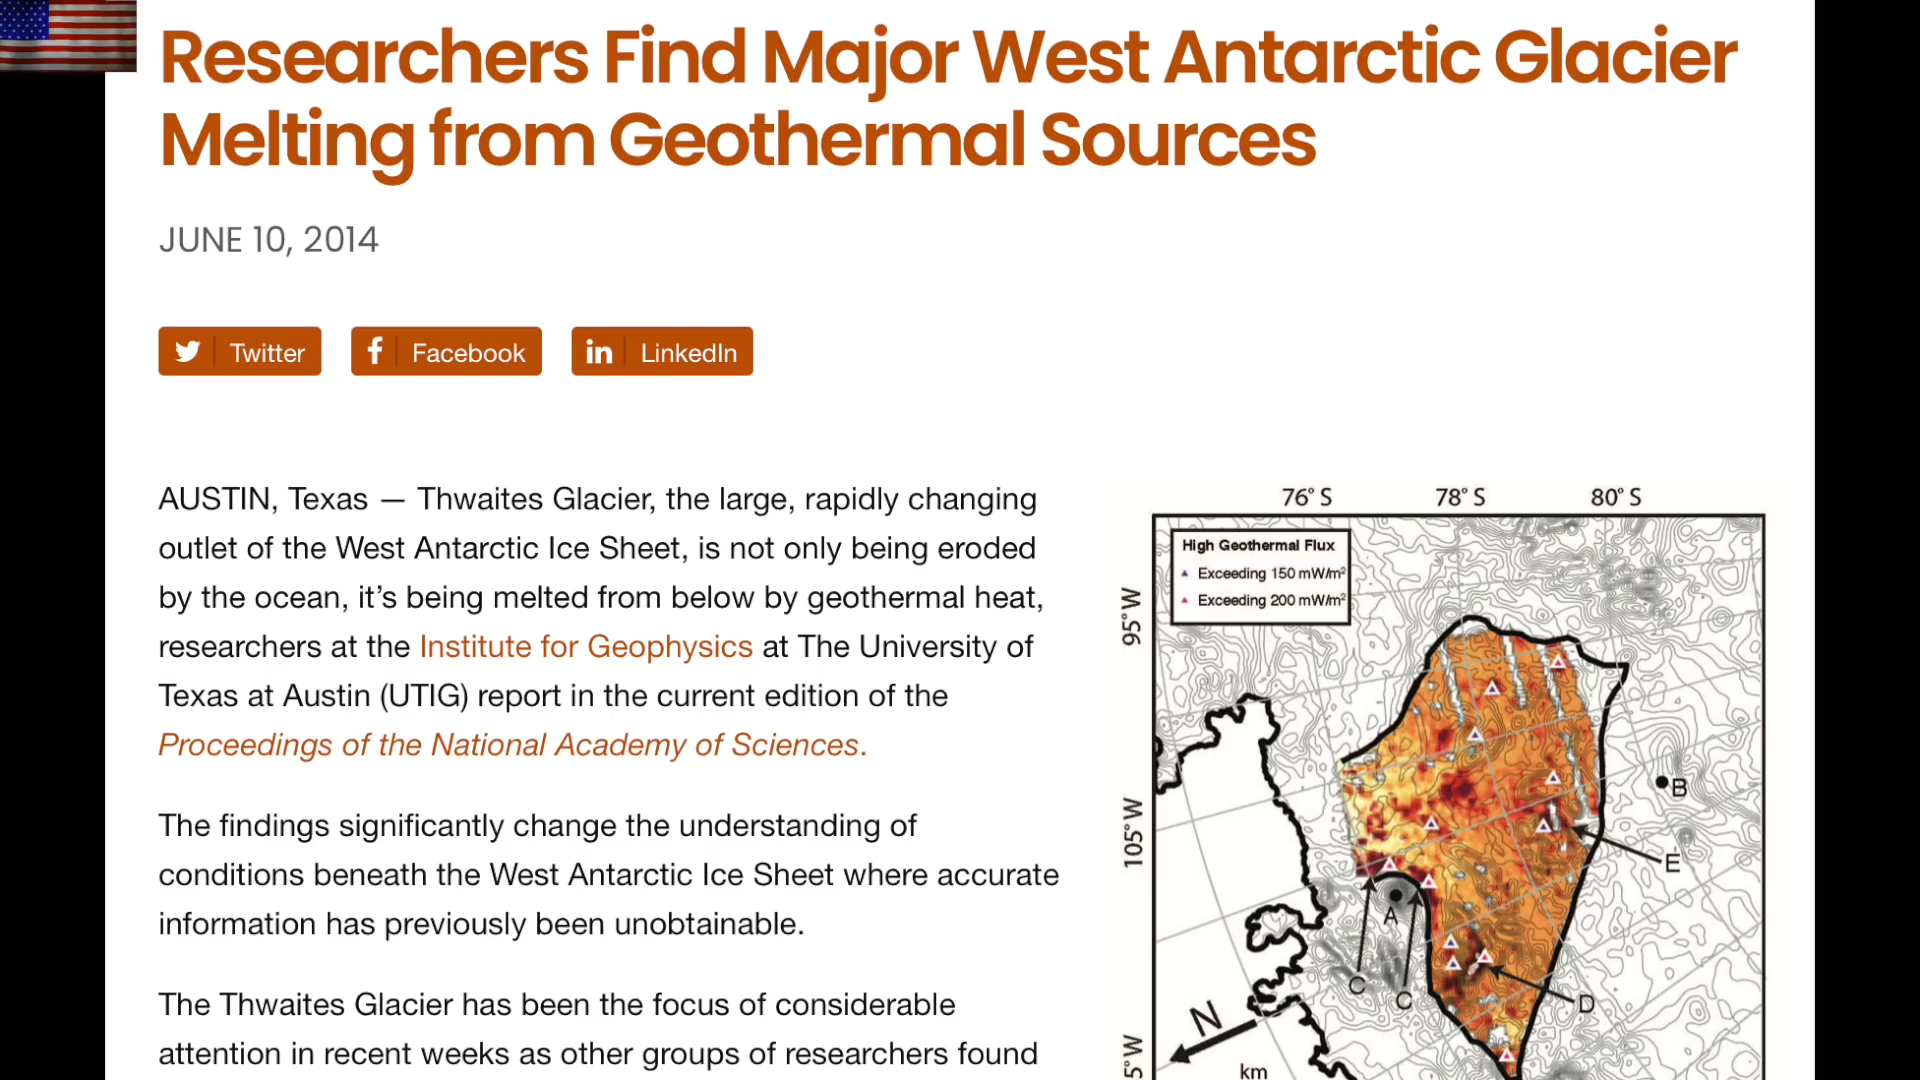 Researchers Find Major West Antarctic Glacier
Melting from Geothermal Sources
JUNE 10, 2014
Twitter
Facebook
LinkedIn
AUSTIN, Texas — Thwaites Glacier, the large, rapidly changing
outlet of the West Antarctic Ice Sheet, is not only being eroded
by the ocean, it’s being melted from below by geothermal heat,
researchers at the Institute for Geophysics at The University of
Texas at Austin (UTIG) report in the current edition of the
Proceedings of the National Academy of Sciences.
The findings significantly change the understanding of
conditions beneath the West Antarctic Ice Sheet where accurate
information has previously been unobtainable.
The Thwaites Glacier has been the focus of considerable
attention in recent weeks as other groups of researchers found
76° S 78° S 80° S
High Geothermal Flux
Exceeding 150 mW/m²
Exceeding 200 mW/m²
95°W
105°W
B
E
A
C
C
D
N
km
5°W